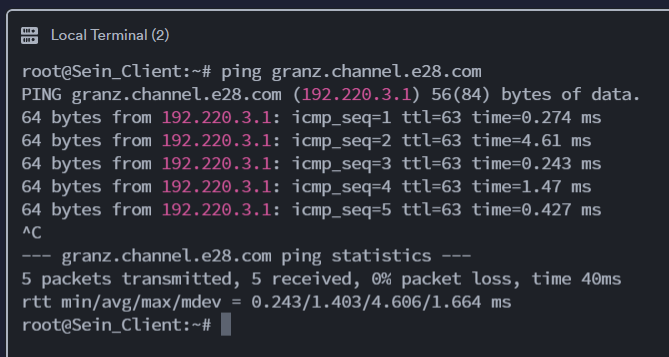 Local Terminal (2)
root@Sein_Client:~# ping granz.channel.e28.com
PING granz.channel.e28.com (192.220.3.1) 56(84) bytes of data.
64 bytes from 192.220.3.1: icmp_seq=1 ttl=63 time=0.274 ms
64 bytes from 192.220.3.1: icmp_seq=2 ttl=63 time=4.61 ms
64 bytes from 192.220.3.1: icmp_seq=3 ttl=63 time=0.243 ms
64 bytes from 192.220.3.1: icmp_seq=4 ttl=63 time=1.47 ms
64 bytes from 192.220.3.1: icmp_seq=5 ttl=63 time=0.427 ms
^C
--- granz.channel.e28.com ping statistics ---
5 packets transmitted, 5 received, 0% packet loss, time 40ms
rtt min/avg/max/mdev = 0.243/1.403/4.606/1.664 ms
root@Sein_Client:~#